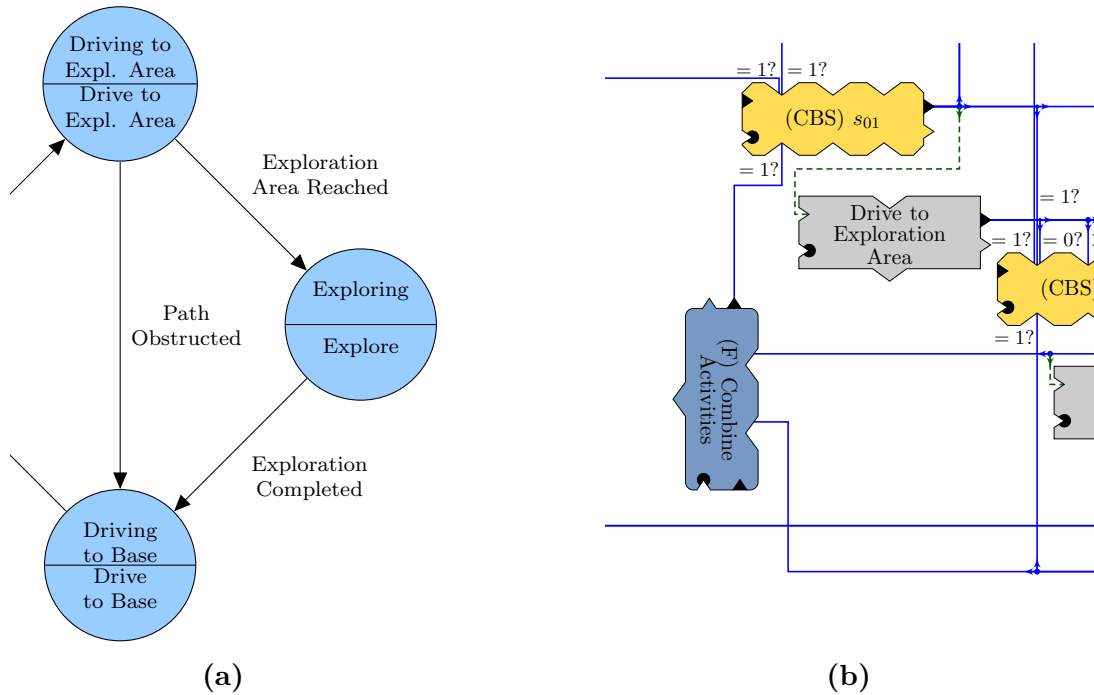 Driving to
Expl. Area
Drive to
Expl. Area
Exploration
Area Reached
Exploring
Explore
Path
Obstructed
Exploration
Completed
Driving
to Base
Drive
to Base
(a)
= 1? = 1?
(CBS) s01
= 1?
Drive to
Exploration
Area
= 1?
= 1? = 0?
(CBS)
= 1?
(F) Combine
Activities
(b)